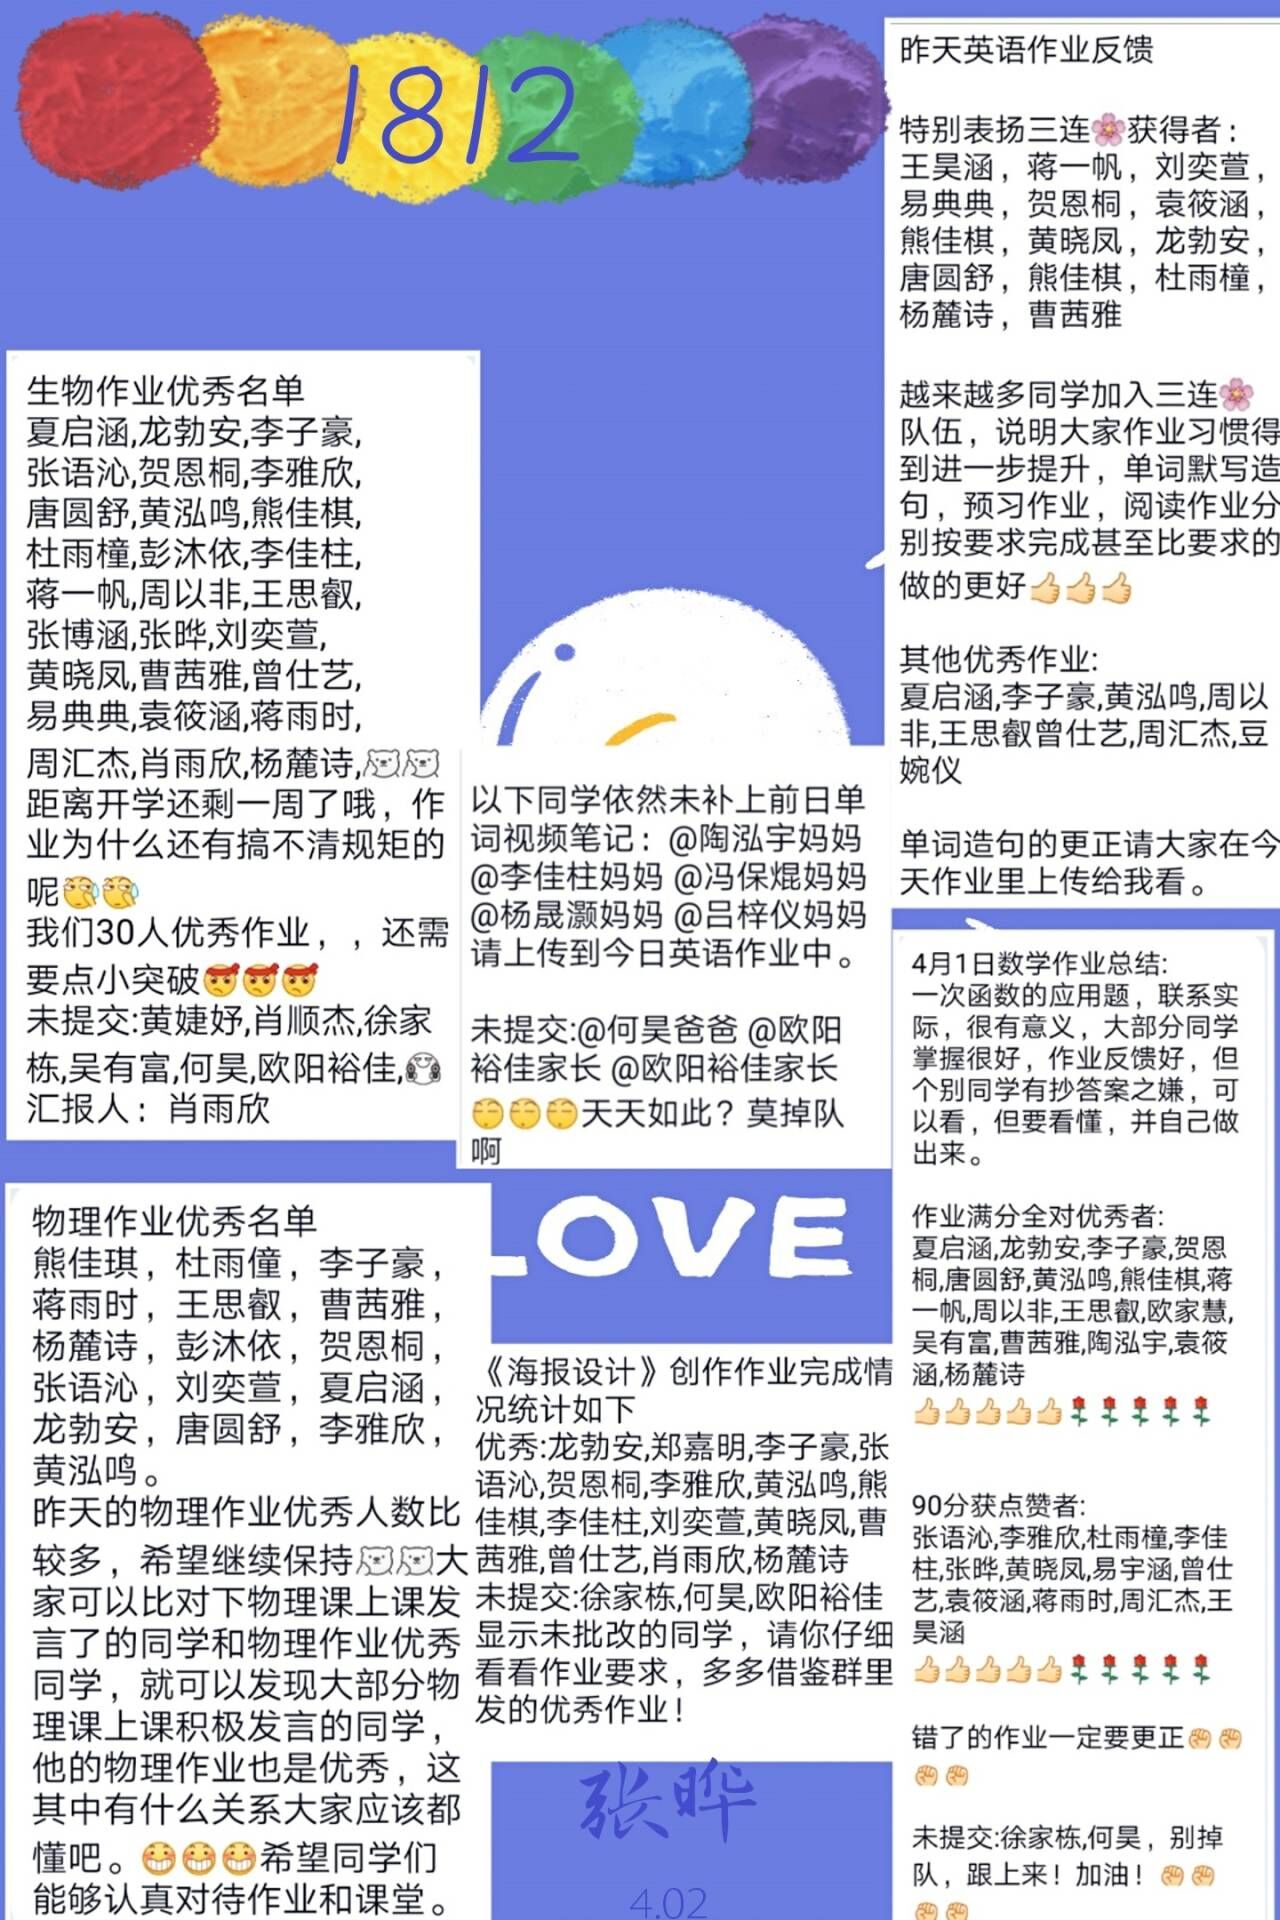 1812
昨天英语作业反馈
特别表扬三连🌸获得者：
王昊涵，蒋一帆，刘奕萱，
易典典，贺恩桐，袁筱涵，
熊佳棋，黄晓凤，龙勃安，
唐圆舒，熊佳棋，杜雨橦，
杨麓诗，曹茜雅
越来越多同学加入三连🌸
队伍，说明大家作业习惯得
到进一步提升，单词默写造
句，预习作业，阅读作业分
别按要求完成甚至比要求的
做的更好👍🏻👍🏻👍🏻
其他优秀作业:
夏启涵,李子豪,黄泓鸣,周以
非,王思叡曾仕艺,周汇杰,豆
婉仪
单词造句的更正请大家在今
天作业里上传给我看。
生物作业优秀名单
夏启涵,龙勃安,李子豪,
张语沁,贺恩桐,李雅欣,
唐圆舒,黄泓鸣,熊佳棋,
杜雨橦,彭沐依,李佳柱,
蒋一帆,周以非,王思叡,
张博涵,张晔,刘奕萱,
黄晓凤,曹茜雅,曾仕艺,
易典典,袁筱涵,蒋雨时,
周汇杰,肖雨欣,杨麓诗,
距离开学还剩一周了哦，作
业为什么还有搞不清规矩的
呢
我们30人优秀作业，，还需
要点小突破
未提交:黄婕妤,肖顺杰,徐家
栋,吴有富,何昊,欧阳裕佳,
汇报人：肖雨欣
以下同学依然未补上前日单
词视频笔记：@陶泓宇妈妈
@李佳柱妈妈 @冯保焜妈妈
@杨晟灏妈妈 @吕梓仪妈妈
请上传到今日英语作业中。
未提交:@何昊爸爸 @欧阳
裕佳家长 @欧阳裕佳家长
天天如此？莫掉队
啊
4月1日数学作业总结:
一次函数的应用题，联系实
际，很有意义，大部分同学
掌握很好，作业反馈好，但
个别同学有抄答案之嫌，可
以看，但要看懂，并自己做
出来。
作业满分全对优秀者:
夏启涵,龙勃安,李子豪,贺恩
桐,唐圆舒,黄泓鸣,熊佳棋,蒋
一帆,周以非,王思叡,欧家慧,
吴有富,曹茜雅,陶泓宇,袁筱
涵,杨麓诗
👍🏻👍🏻👍🏻👍🏻👍🏻🌹🌹🌹🌹🌹
90分获点赞者:
张语沁,李雅欣,杜雨橦,李佳
柱,张晔,黄晓凤,易宇涵,曾仕
艺,袁筱涵,蒋雨时,周汇杰,王
昊涵
👍🏻👍🏻👍🏻👍🏻👍🏻🌹🌹🌹🌹🌹
错了的作业一定要更正✊🏻✊🏻
✊🏻✊🏻
未提交:徐家栋,何昊，别掉
队，跟上来！加油！✊🏻✊🏻
✊🏻✊🏻
物理作业优秀名单
熊佳琪，杜雨僮，李子豪，
蒋雨时，王思叡，曹茜雅，
杨麓诗，彭沐依，贺恩桐，
张语沁，刘奕萱，夏启涵，
龙勃安，唐圆舒，李雅欣，
黄泓鸣。
昨天的物理作业优秀人数比
较多，希望继续保持大
家可以比对下物理课上课发
言了的同学和物理作业优秀
同学，就可以发现大部分物
理课上课积极发言的同学，
他的物理作业也是优秀，这
其中有什么关系大家应该都
懂吧。😁😁😁希望同学们
能够认真对待作业和课堂。
LOVE
《海报设计》创作作业完成情
况统计如下
优秀:龙勃安,郑嘉明,李子豪,张
语沁,贺恩桐,李雅欣,黄泓鸣,熊
佳棋,李佳柱,刘奕萱,黄晓凤,曹
茜雅,曾仕艺,肖雨欣,杨麓诗
未提交:徐家栋,何昊,欧阳裕佳
显示未批改的同学，请你仔细
看看作业要求，多多借鉴群里
发的优秀作业！
张晔
4.02